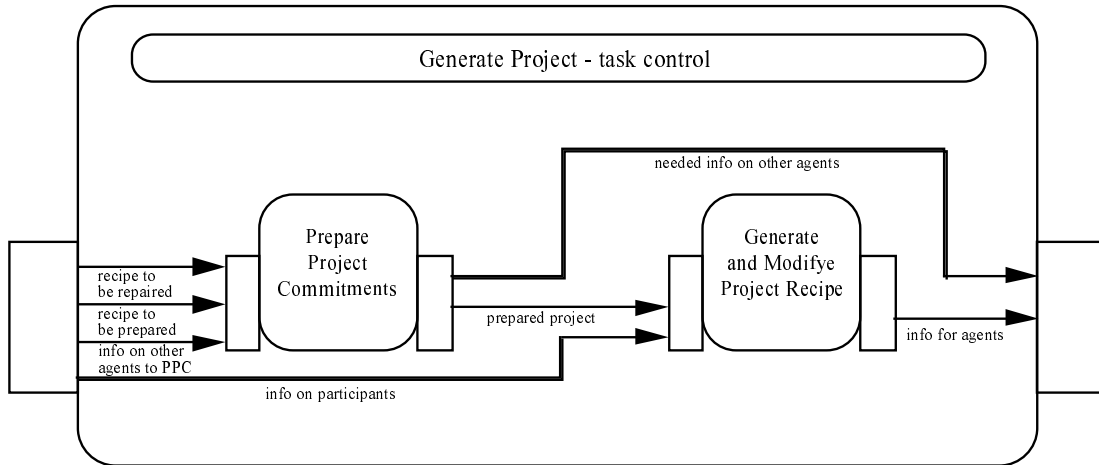 Generate Project - task control
needed info on other agents
Prepare
Project
Commitments
Generate
and Modifye
Project Recipe
recipe to
be repaired
recipe to
be prepared
info on other
agents to PPC
prepared project
info for agents
info on participants